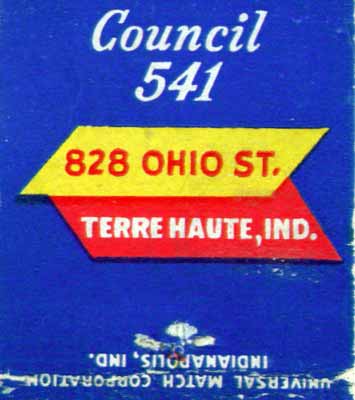 Council
541
828 OHIO ST.
TERRE HAUTE, IND.
UNIVERSAL MATCH CORPORATION
INDIANAPOLIS, IND.